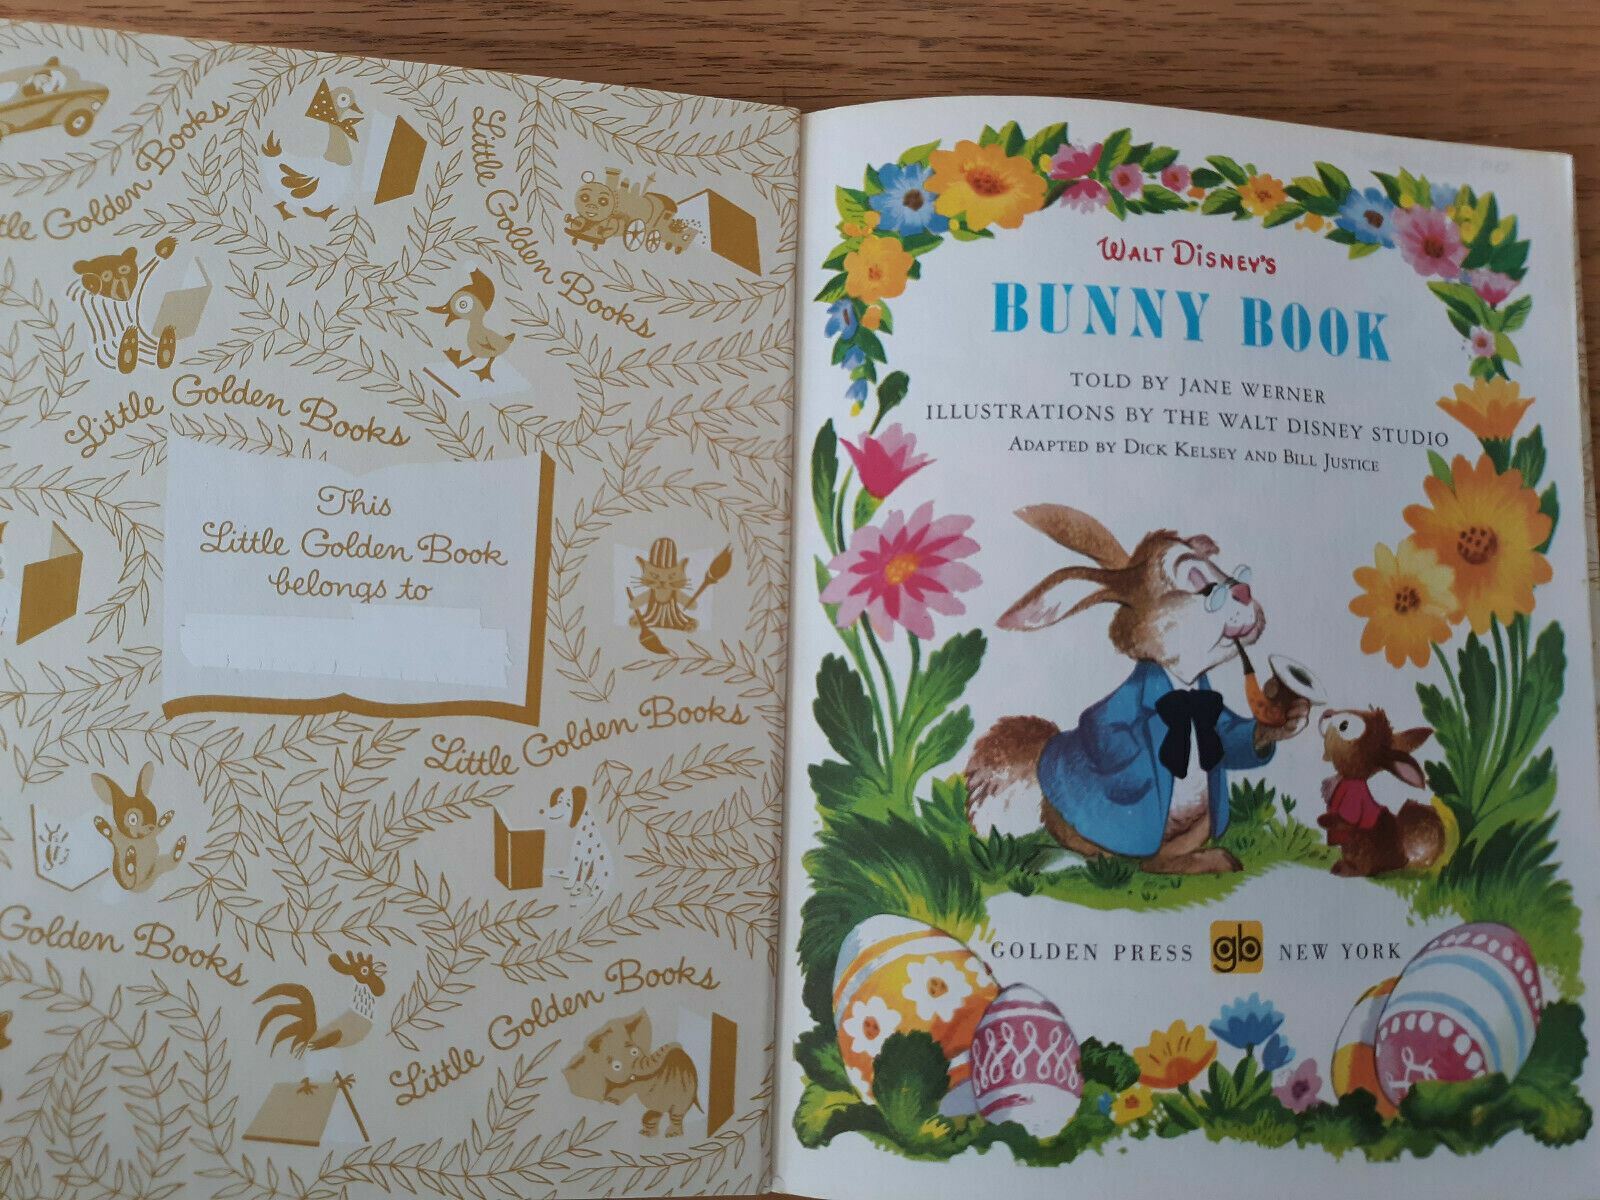 Little Golden Books
Little Golden Books
Little Golden Books
This
Little Golden Book
belongs to
Little Golden Books
Golden Books
Little Golden Books
WALT DISNEY'S
BUNNY BOOK
TOLD BY JANE WERNER
ILLUSTRATIONS BY THE WALT DISNEY STUDIO
ADAPTED BY DICK KELSEY AND BILL JUSTICE
GOLDEN PRESS gb NEW YORK